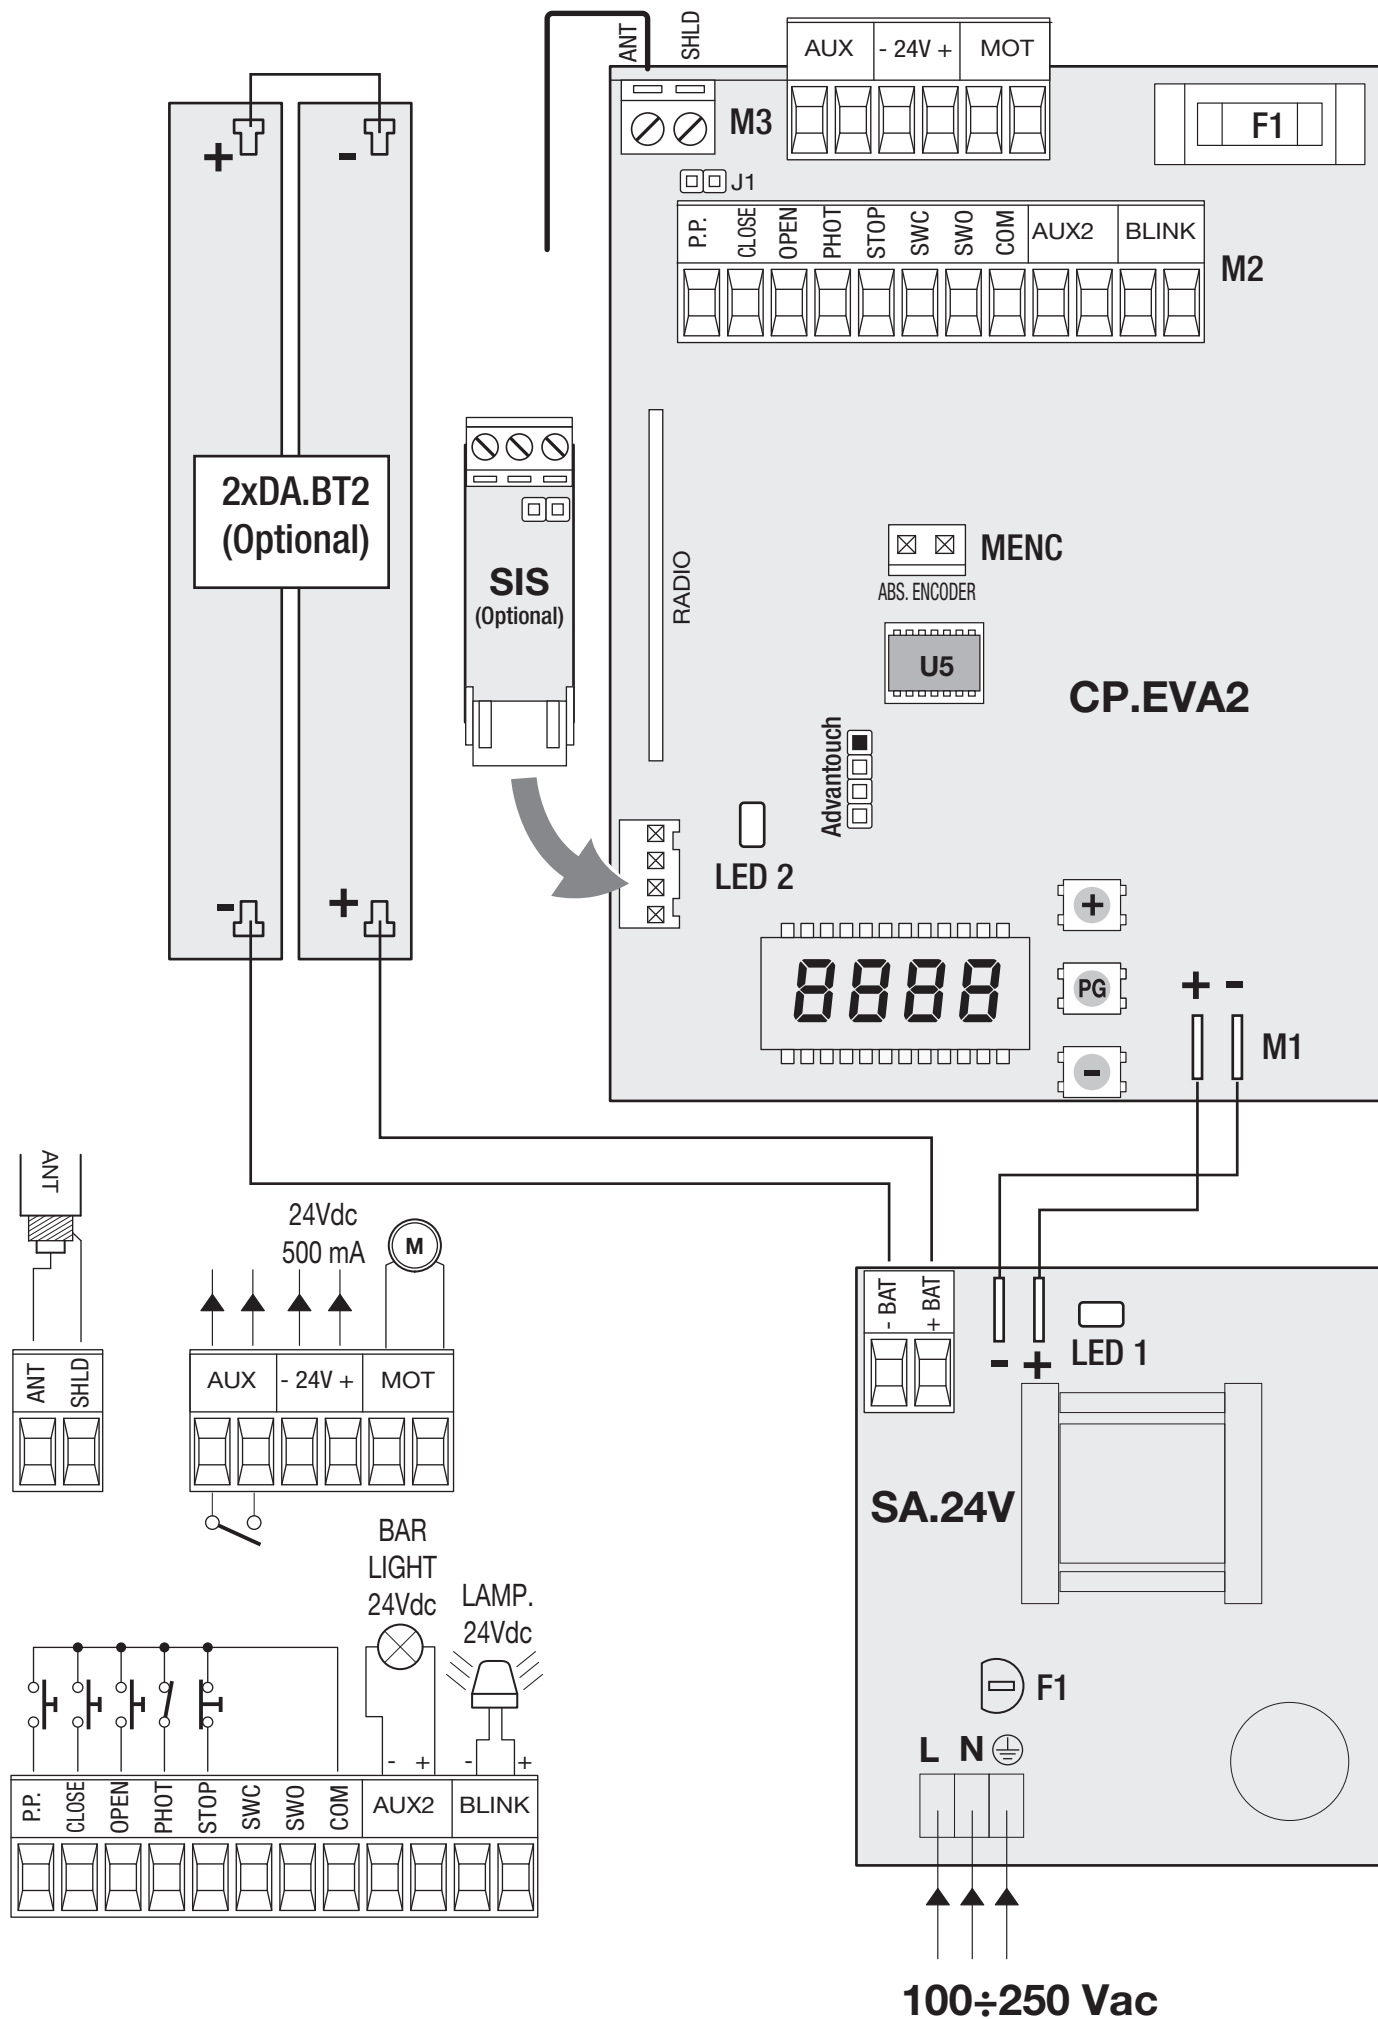 ANT
SHLD
AUX
- 24V +
MOT
M3
F1
J1
+
-
P.P.
CLOSE
OPEN
PHOT
STOP
SWC
SWO
COM
AUX2
BLINK
M2
2xDA.BT2
(Optional)
SIS
(Optional)
RADIO
MENC
ABS. ENCODER
U5
CP.EVA2
Advantouch
LED 2
+
-
+
8888
PG
+ -
M1
-
ANT
24Vdc
500 mA
M
- BAT
+ BAT
- +
LED 1
ANT
SHLD
AUX
- 24V +
MOT
SA.24V
BAR
LIGHT
24Vdc
LAMP.
24Vdc
F1
L N
- +
- +
P.P.
CLOSE
OPEN
PHOT
STOP
SWC
SWO
COM
AUX2
BLINK
100÷250 Vac